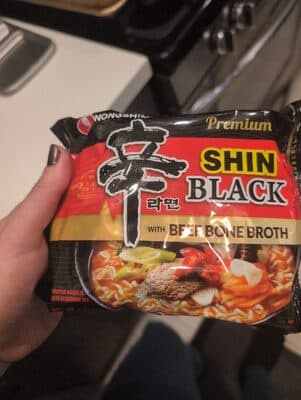 NONGSHIM
Premium
辛
라면
SHIN
BLACK
WITH BEEF BONE BROTH